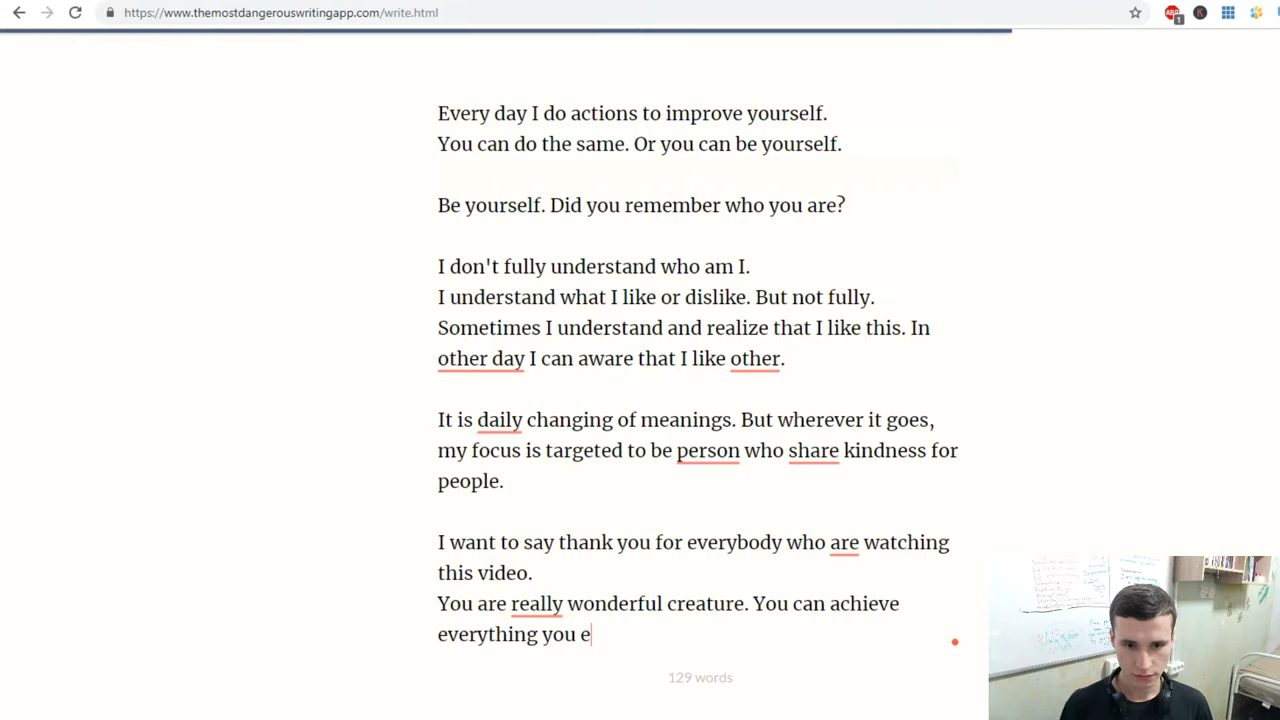 https://www.themostdangerouswritingapp.com/write.html
ABP
1
K
Every day I do actions to improve yourself.
You can do the same. Or you can be yourself.
Be yourself. Did you remember who you are?
I don't fully understand who am I.
I understand what I like or dislike. But not fully.
Sometimes I understand and realize that I like this. In
other day I can aware that I like other.
It is daily changing of meanings. But wherever it goes,
my focus is targeted to be person who share kindness for
people.
I want to say thank you for everybody who are watching
this video.
You are really wonderful creature. You can achieve
everything you e
129 words